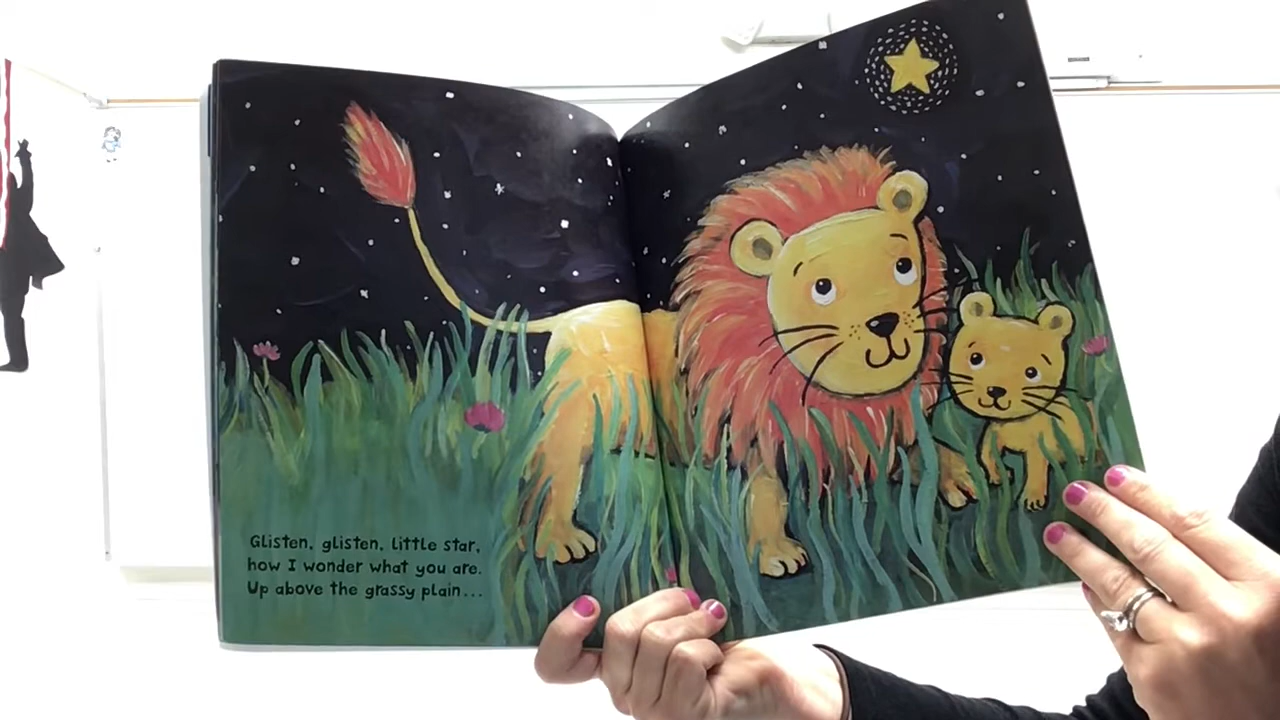 Glisten, glisten, little star,
how I wonder what you are.
Up above the grassy plain...